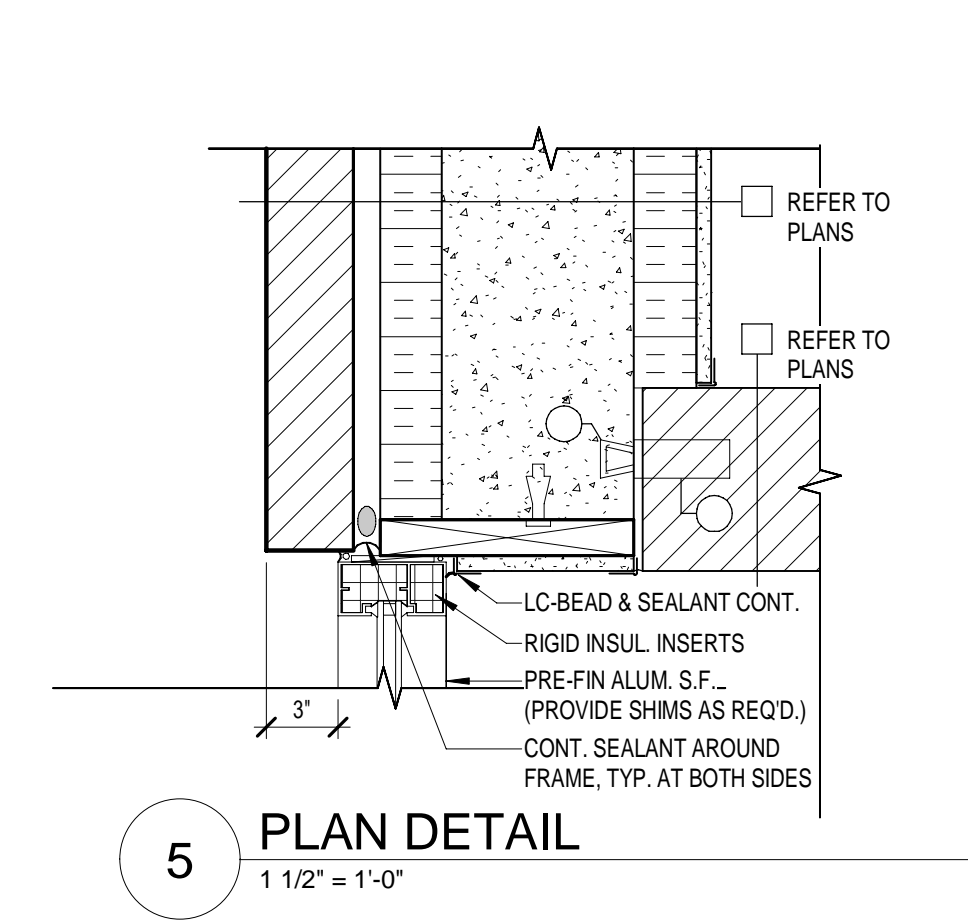 REFER TO
PLANS
REFER TO
PLANS
LC-BEAD & SEALANT CONT.
RIGID INSUL. INSERTS
PRE-FIN ALUM. S.F.
(PROVIDE SHIMS AS REQ'D.)
3"
CONT. SEALANT AROUND
FRAME, TYP. AT BOTH SIDES
5
PLAN DETAIL
1 1/2" = 1'-0"